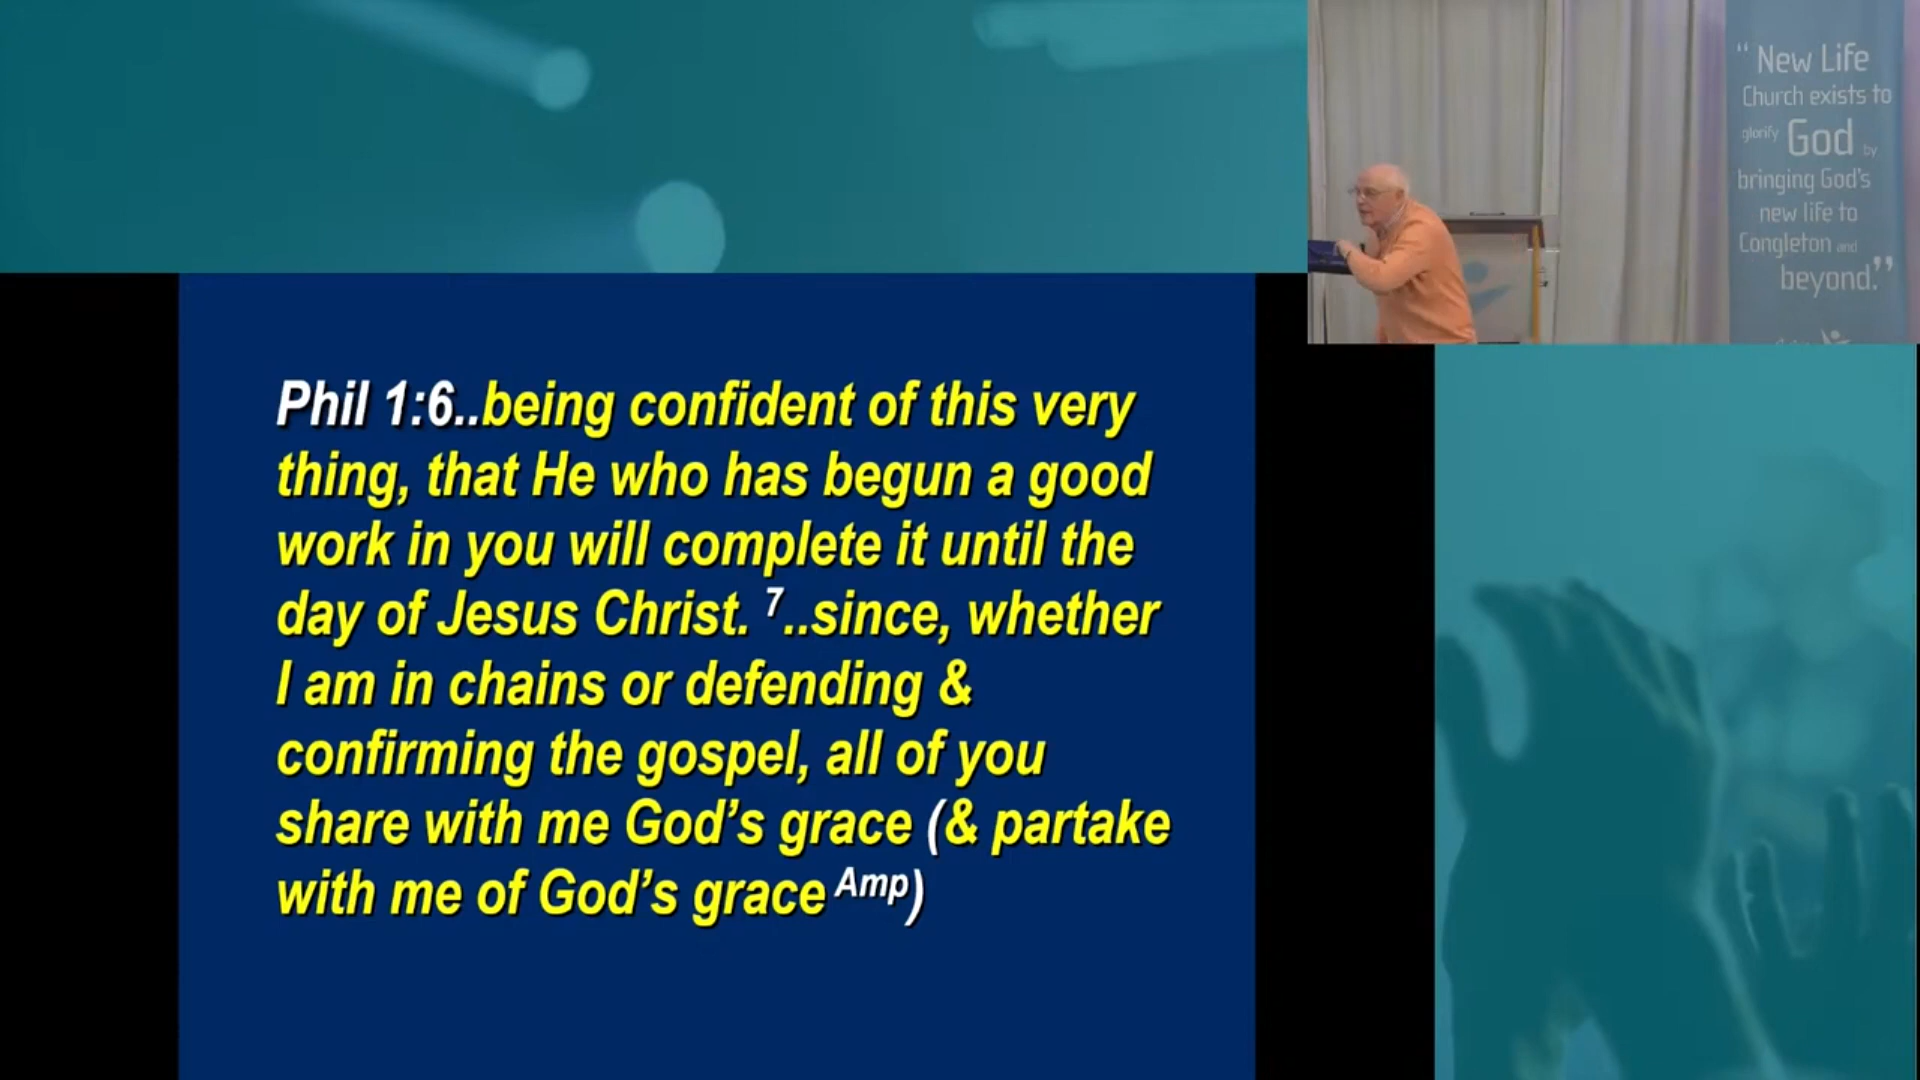 Phil 1:6..being confident of this very
thing, that He who has begun a good
work in you will complete it until the
day of Jesus Christ. 7..since, whether
I am in chains or defending &
confirming the gospel, all of you
share with me God's grace (& partake
with me of God's grace Amp)
“ New Life
Church exists to
glorify God by
bringing God's
new life to
Congleton and
beyond.”